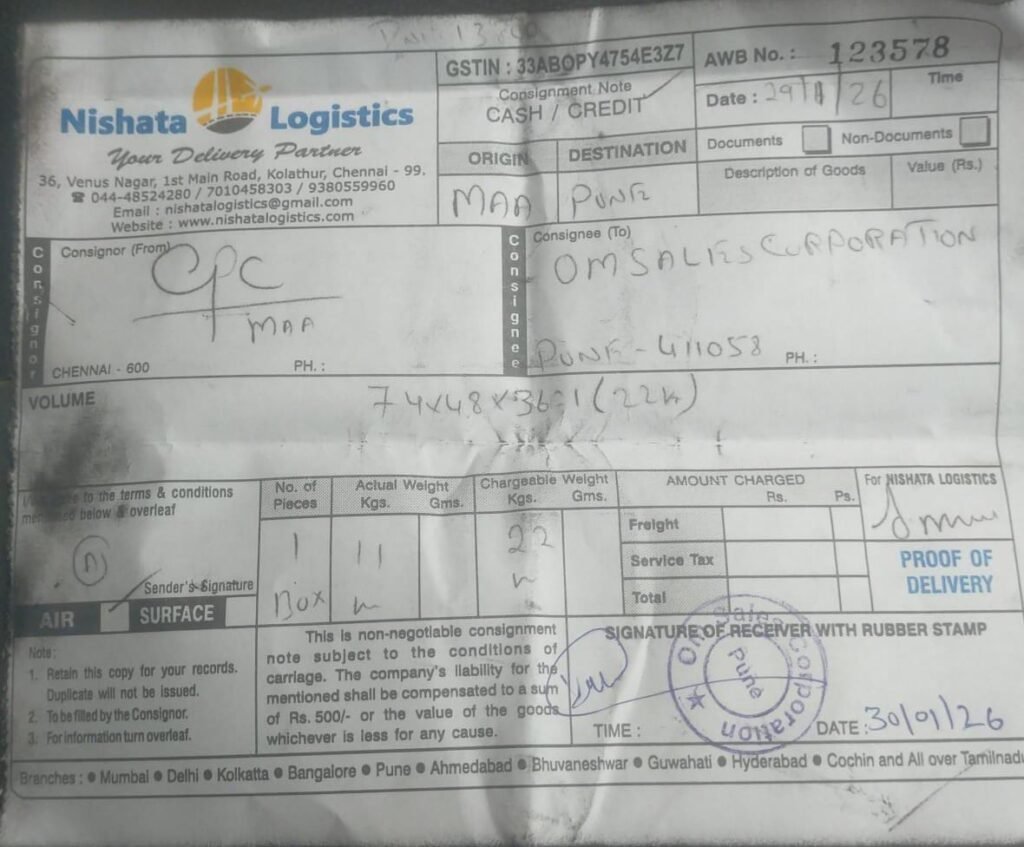 GSTIN : 33ABOPY4754E3Z7
AWB No. : 123578
Nishata Logistics
Your Delivery Partner
36, Venus Nagar, 1st Main Road, Kolathur, Chennai - 99.
☎ 044-48524280 / 7010458303 / 9380559960
Email : nishatalogistics@gmail.com
Website : www.nishatalogistics.com
Consignment Note
CASH / CREDIT
Date : 29/1/26
Time
ORIGIN
DESTINATION
MAA
PUNE
Documents
Non-Documents
Description of Goods
Value (Rs.)
Consignor
Consignor (From)
CPC
MAA
CHENNAI - 600
PH. :
Consignee
Consignee (To)
OM SALES CORPORATION
PUNE - 411058
PH. :
VOLUME
74x48x36=1 (22k)
to the terms & conditions
below & overleaf
Sender's Signature
AIR
SURFACE
No. of Pieces
Actual Weight
Kgs. Gms.
Chargeable Weight
Kgs. Gms.
1
Box
11
22
AMOUNT CHARGED
Rs. Ps.
Freight
Service Tax
Total
For NISHATA LOGISTICS
PROOF OF
DELIVERY
Note:
1. Retain this copy for your records.
Duplicate will not be issued.
2. To be filled by the Consignor.
3. For information turn overleaf.
This is non-negotiable consignment
note subject to the conditions of
carriage. The company's liability for the
mentioned shall be compensated to a sum
of Rs. 500/- or the value of the goods
whichever is less for any cause.
SIGNATURE OF RECEIVER WITH RUBBER STAMP
Om Sales Corporation
Pune
TIME :
DATE : 30/01/26
Branches : ● Mumbai ● Delhi ● Kolkatta ● Bangalore ● Pune ● Ahmedabad ● Bhuvaneshwar ● Guwahati ● Hyderabad ● Cochin and All over Tamilnadu